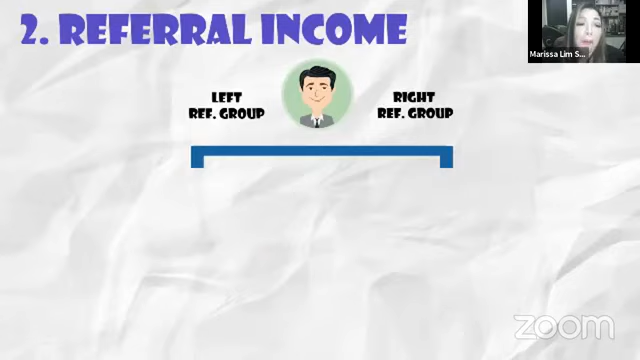 2. REFERRAL INCOME
Marissa Lim S...
LEFT
REF. GROUP
RIGHT
REF. GROUP
zoom